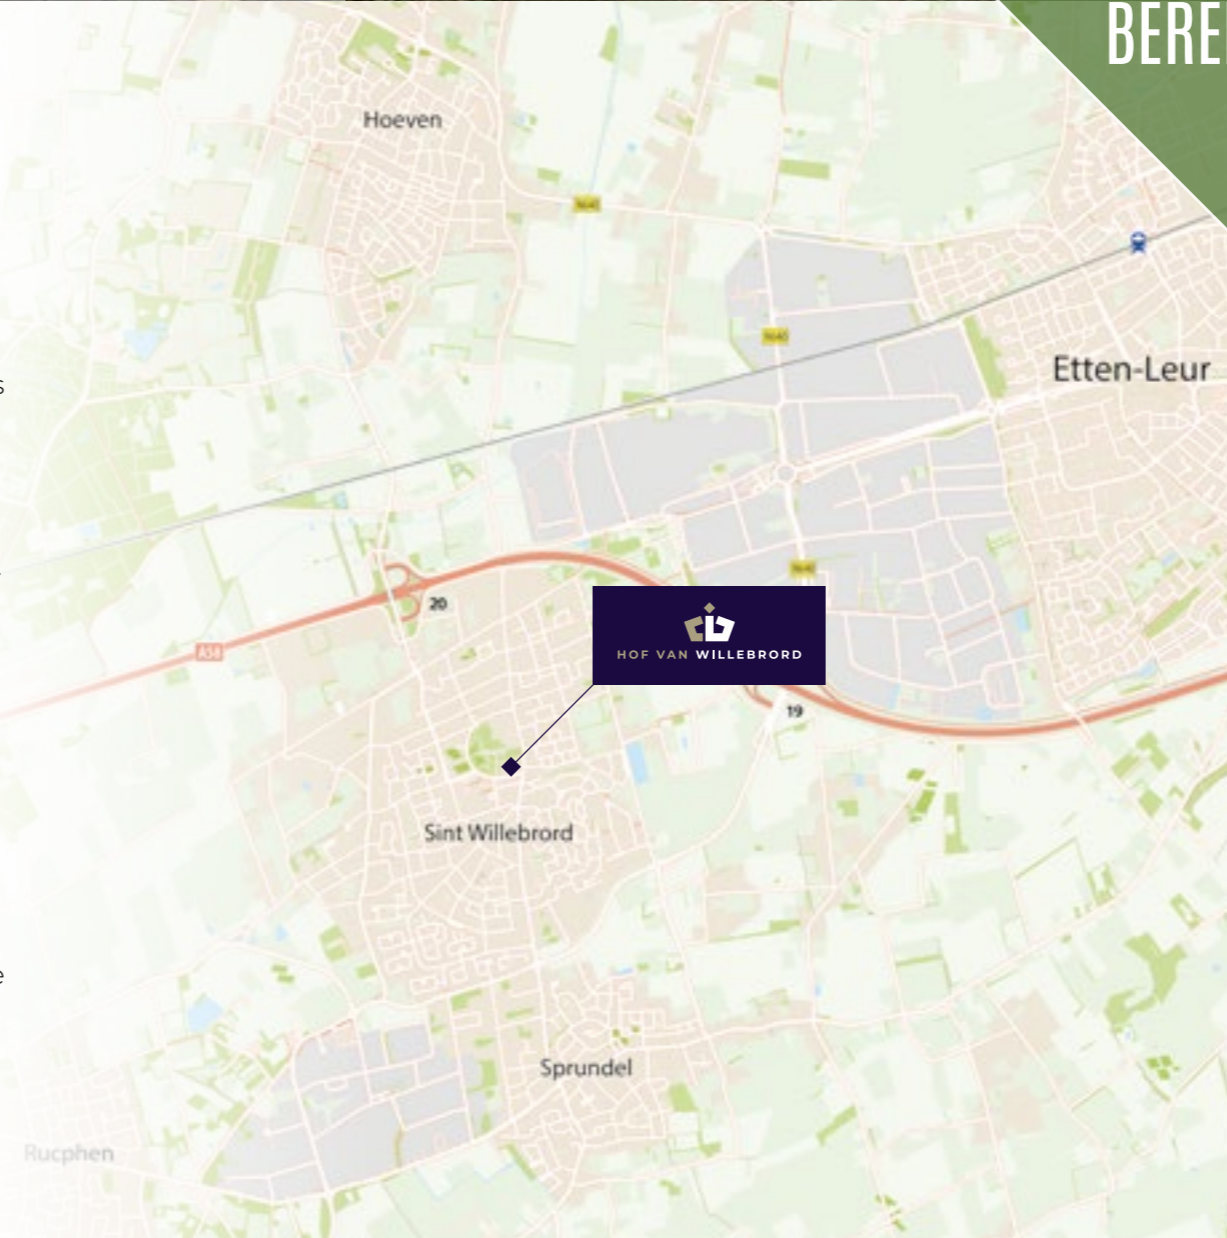 BERE
Hoeven
N640
N640
s
Etten-Leur
N640
20
A58
HOF VAN WILLEBRORD
19
Sint Willebrord
e
Sprundel
Rucphen